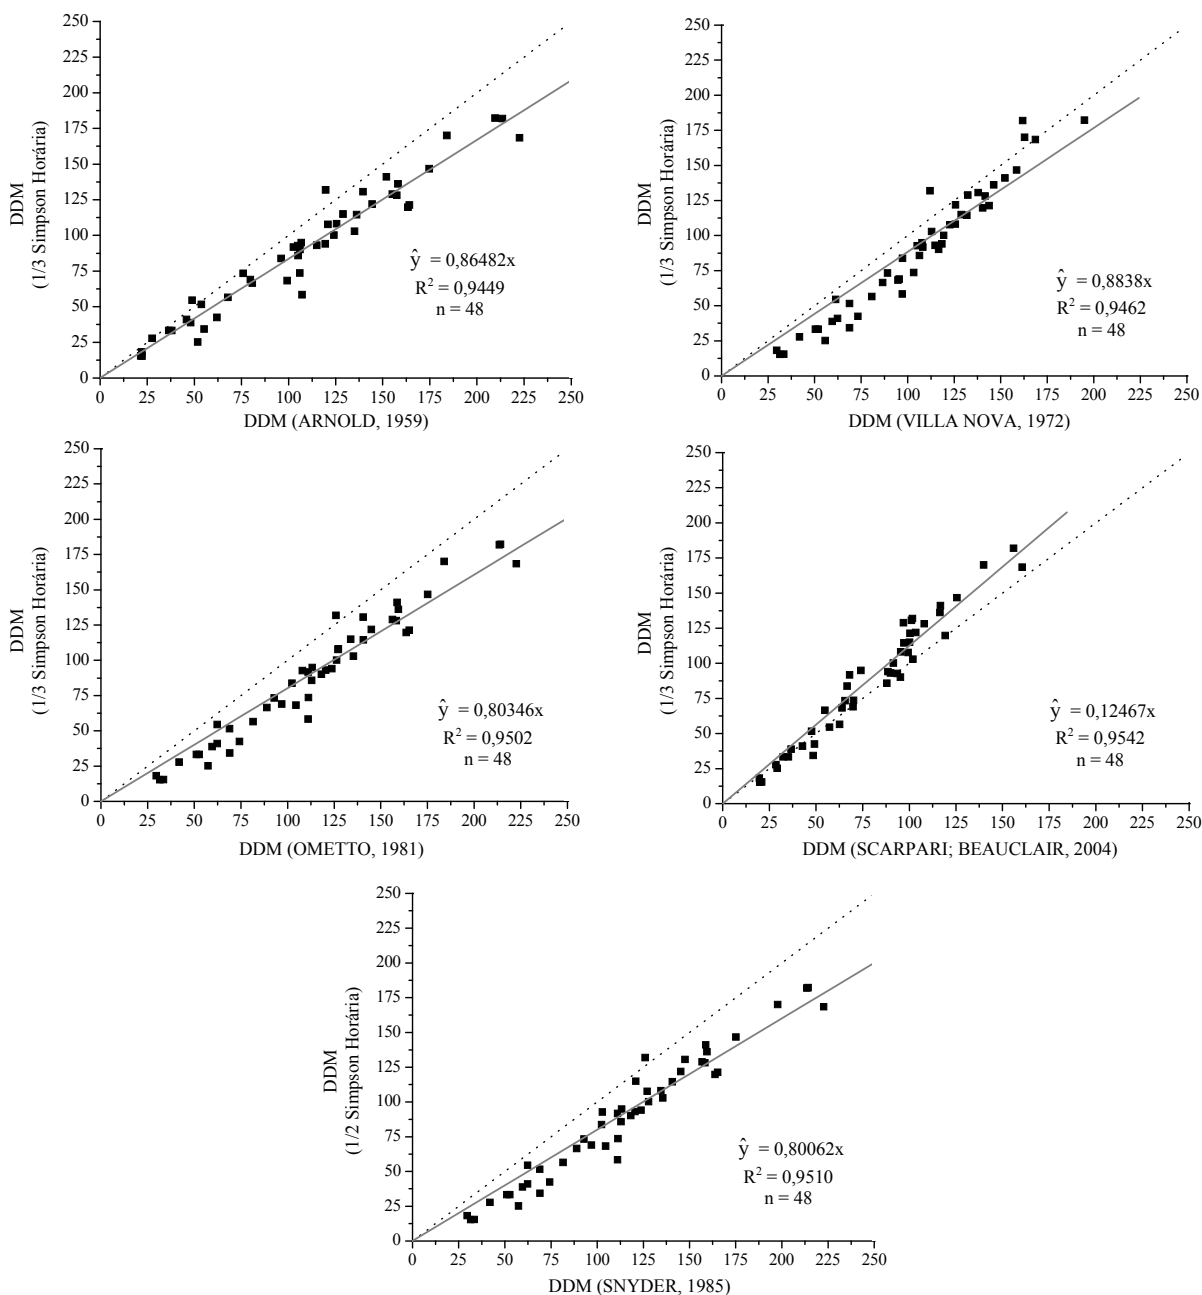 250
225
200
175
150
125
100
75
50
25
0
DDM
(1/3 Simpson Horária)
ŷ = 0,86482x
R² = 0,9449
n = 48
0 25 50 75 100 125 150 175 200 225 250
DDM (ARNOLD, 1959)
250
225
200
175
150
125
100
75
50
25
0
DDM
(1/3 Simpson Horária)
ŷ = 0,8838x
R² = 0,9462
n = 48
0 25 50 75 100 125 150 175 200 225 250
DDM (VILLA NOVA, 1972)
250
225
200
175
150
125
100
75
50
25
0
DDM
(1/3 Simpson Horária)
ŷ = 0,80346x
R² = 0,9502
n = 48
0 25 50 75 100 125 150 175 200 225 250
DDM (OMETTO, 1981)
250
225
200
175
150
125
100
75
50
25
0
DDM
(1/3 Simpson Horária)
ŷ = 0,12467x
R² = 0,9542
n = 48
0 25 50 75 100 125 150 175 200 225 250
DDM (SCARPARI; BEAUCLAIR, 2004)
250
225
200
175
150
125
100
75
50
25
0
DDM
(1/2 Simpson Horária)
ŷ = 0,80062x
R² = 0,9510
n = 48
0 25 50 75 100 125 150 175 200 225 250
DDM (SNYDER, 1985)